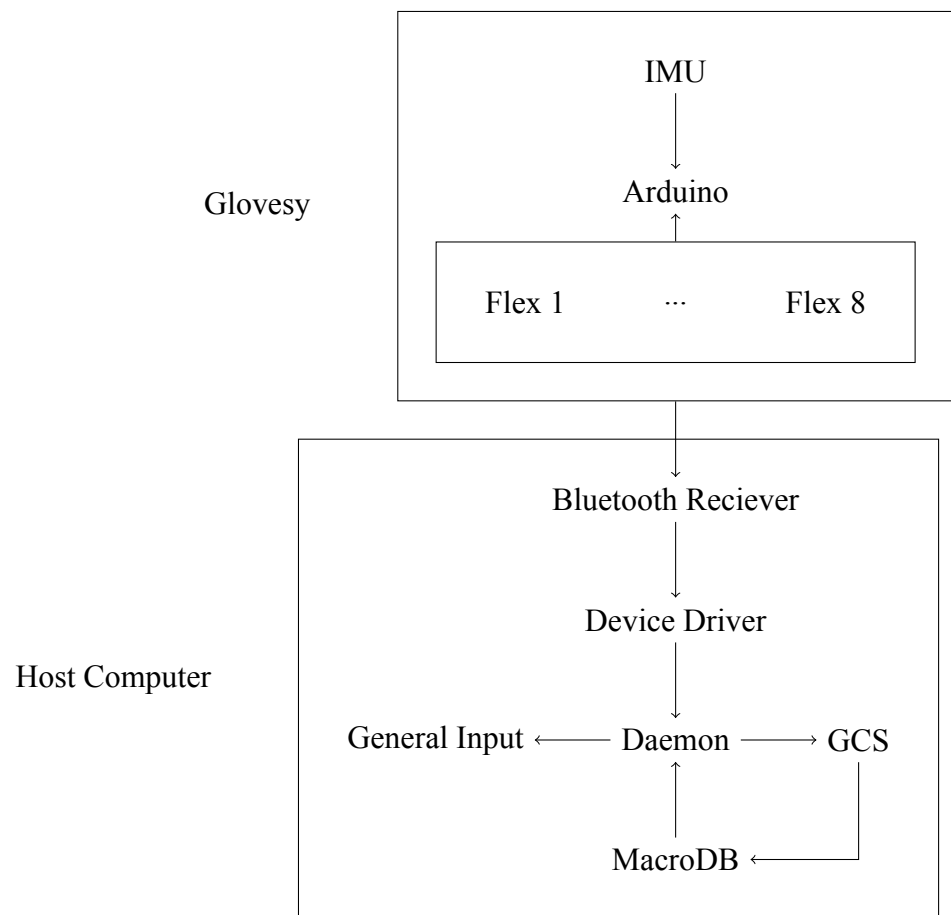 IMU
Glovesy
Arduino
Flex 1 ... Flex 8
Bluetooth Reciever
Device Driver
Host Computer
General Input
Daemon
GCS
MacroDB